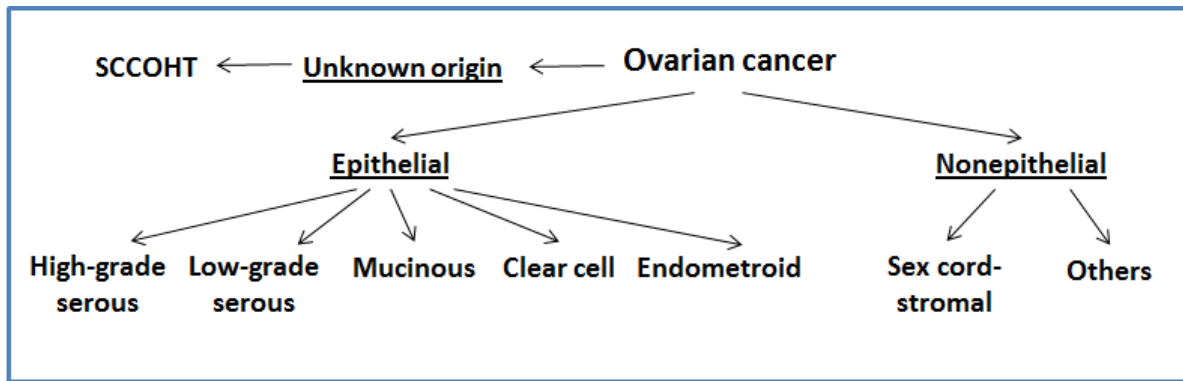 SCCOHT Unknown origin Ovarian cancer
Epithelial Nonepithelial
High-grade serous
Low-grade serous
Mucinous
Clear cell
Endometroid
Sex cord-stromal
Others